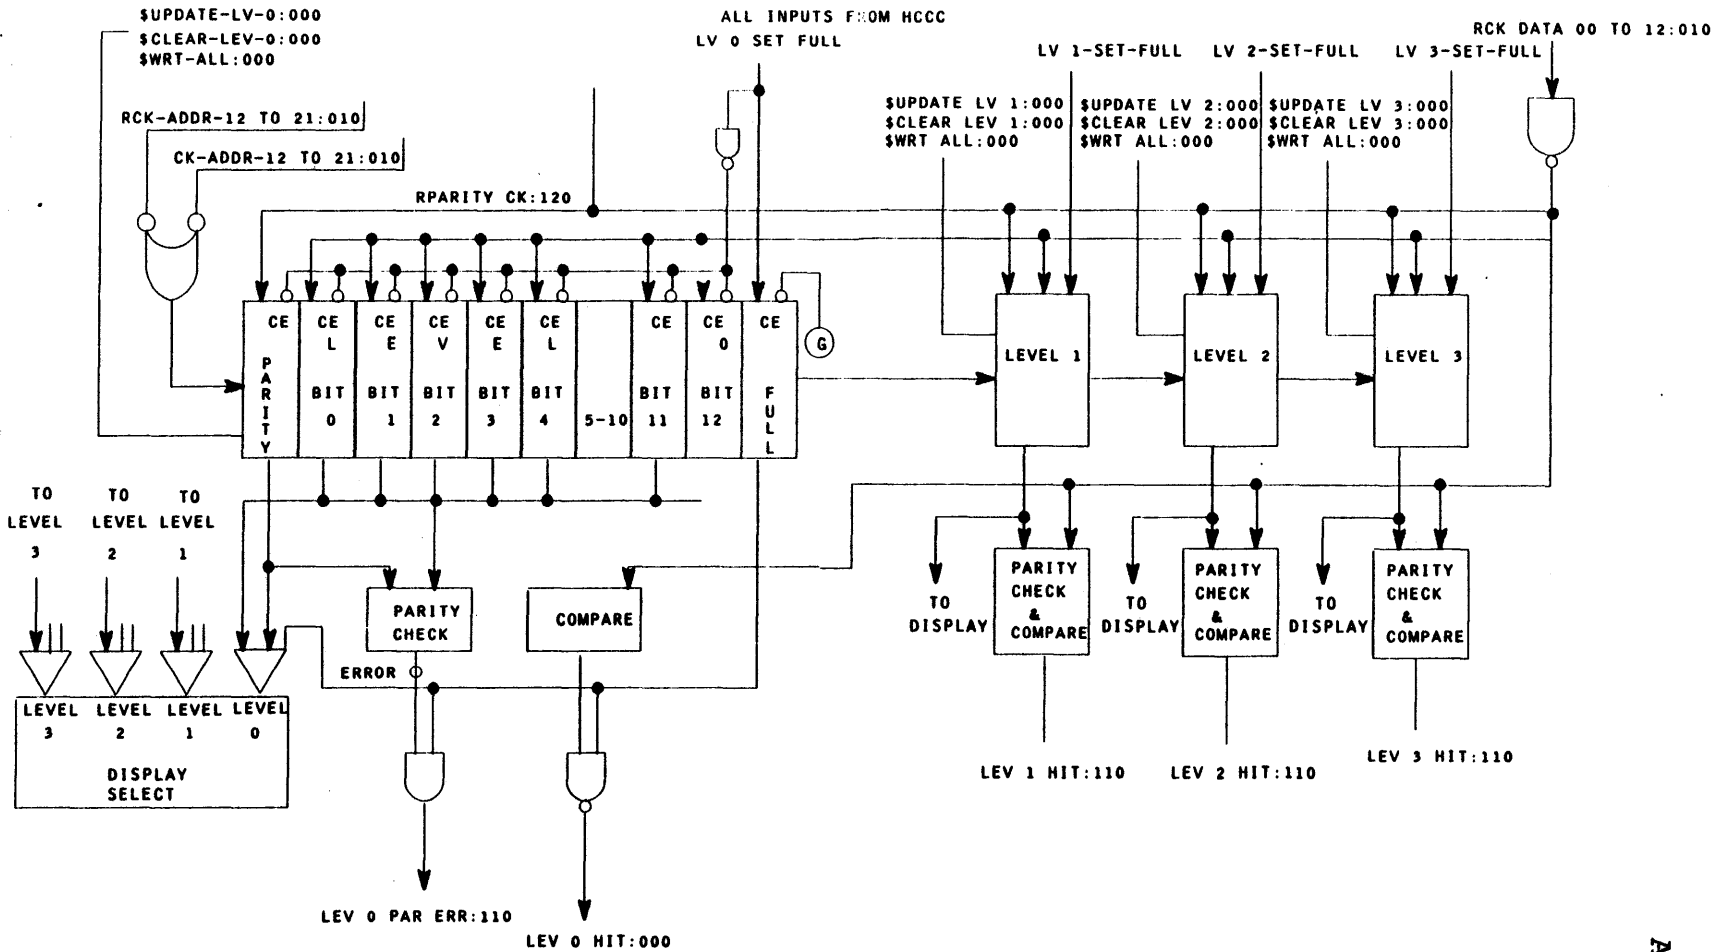 $UPDATE-LV-0:000
$CLEAR-LEV-0:000
$WRT-ALL:000
ALL INPUTS FROM HCCC
LV 0 SET FULL
RCK DATA 00 TO 12:010
LV 1-SET-FULL
LV 2-SET-FULL
LV 3-SET-FULL
$UPDATE LV 1:000
$CLEAR LEV 1:000
$WRT ALL:000
$UPDATE LV 2:000
$CLEAR LEV 2:000
$WRT ALL:000
$UPDATE LV 3:000
$CLEAR LEV 3:000
$WRT ALL:000
RCK-ADDR-12 TO 21:010
CK-ADDR-12 TO 21:010
RPARITY CK:120
CE
PARITY
CE
L
BIT
0
CE
E
BIT
1
CE
V
BIT
2
CE
E
BIT
3
CE
L
BIT
4
5-10
CE
BIT
11
CE
0
BIT
12
CE
FULL
G
LEVEL 1
LEVEL 2
LEVEL 3
TO
LEVEL
3
TO
LEVEL
2
TO
LEVEL
1
PARITY
CHECK
COMPARE
ERROR
PARITY
CHECK
&
COMPARE
PARITY
CHECK
&
COMPARE
PARITY
CHECK
&
COMPARE
TO
DISPLAY
TO
DISPLAY
TO
DISPLAY
LEVEL
3
LEVEL
2
LEVEL
1
LEVEL
0
DISPLAY
SELECT
LEV 1 HIT:110
LEV 2 HIT:110
LEV 3 HIT:110
LEV 0 PAR ERR:110
LEV 0 HIT:000